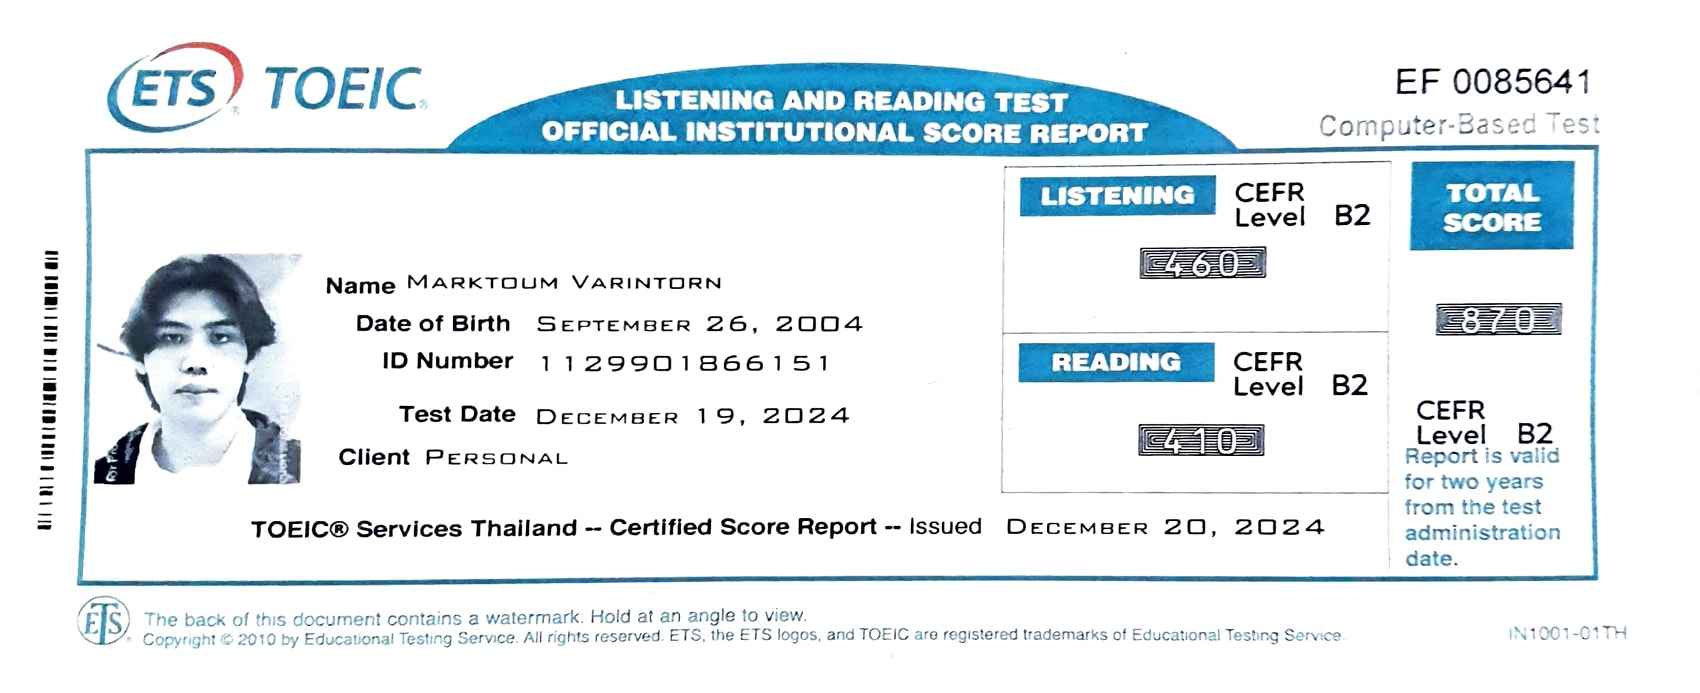 ETS® TOEIC®
LISTENING AND READING TEST
OFFICIAL INSTITUTIONAL SCORE REPORT
EF 0085641
Computer-Based Test
Name MARKTOUM VARINTORN
Date of Birth SEPTEMBER 26, 2004
ID Number 1129901866151
Test Date DECEMBER 19, 2024
Client PERSONAL
LISTENING
CEFR
Level B2
460
READING
CEFR
Level B2
410
TOTAL
SCORE
870
CEFR
Level B2
Report is valid
for two years
from the test
administration
date.
TOEIC® Services Thailand -- Certified Score Report -- Issued DECEMBER 20, 2024
ETS®
The back of this document contains a watermark. Hold at an angle to view.
Copyright © 2010 by Educational Testing Service. All rights reserved. ETS, the ETS logos, and TOEIC are registered trademarks of Educational Testing Service.
IN1001-01TH